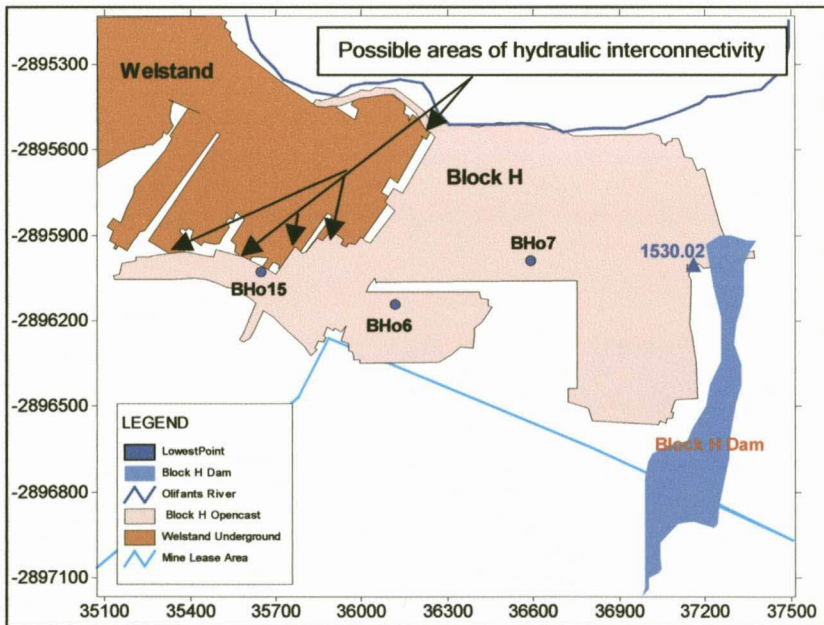 Possible areas of hydraulic interconnectivity
Welstand
Block H
BHo7
1530.02
BHo15
BHo6
Block H Dam
LEGEND
LowestPoint
Block H Dam
Olifants River
Block H Opencast
Welstand Underground
Mine Lease Area
-2895300
-2895600
-2895900
-2896200
-2896500
-2896800
-2897100
35100 35400 35700 36000 36300 36600 36900 37200 37500